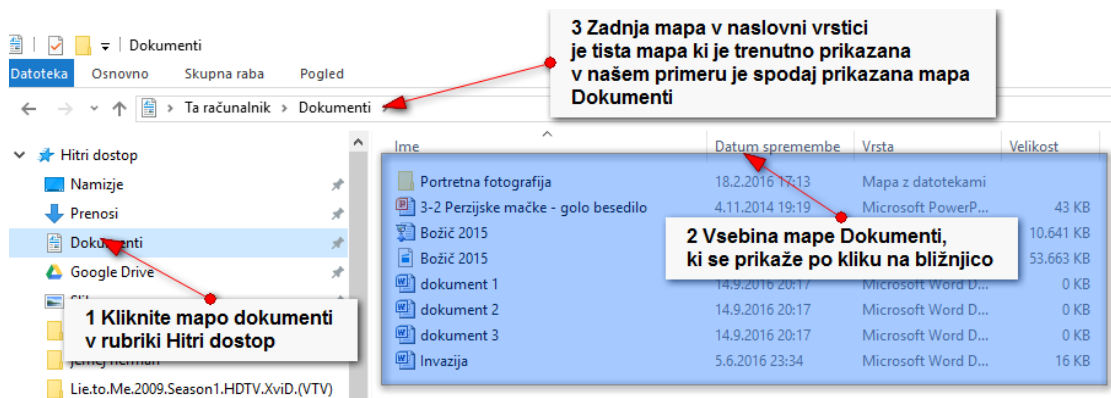 3 Zadnja mapa v naslovni vrstici
je tista mapa ki je trenutno prikazana
v našem primeru je spodaj prikazana mapa
Dokumenti
Dokumenti
Datoteka Osnovno Skupna raba Pogled
Ta računalnik > Dokumenti >
Hitri dostop
Namizje
Prenosi
Dokumenti
Google Drive
1 Kliknite mapo dokumenti
v rubriki Hitri dostop
Lie.to.Me.2009.Season1.HDTV.XviD.(VTV)
Ime Datum spremembe Vrsta Velikost
Portretna fotografija 18.2.2016 17:13 Mapa z datotekami
3-2 Perzijske mačke - golo besedilo 4.11.2014 19:19 Microsoft PowerP... 43 KB
Božič 2015 10.641 KB
Božič 2015 53.663 KB
2 Vsebina mape Dokumenti,
ki se prikaže po kliku na bližnjico
dokument 1 14.9.2016 20:17 Microsoft Word D... 0 KB
dokument 2 14.9.2016 20:17 Microsoft Word D... 0 KB
dokument 3 14.9.2016 20:17 Microsoft Word D... 0 KB
Invazija 5.6.2016 23:34 Microsoft Word D... 16 KB